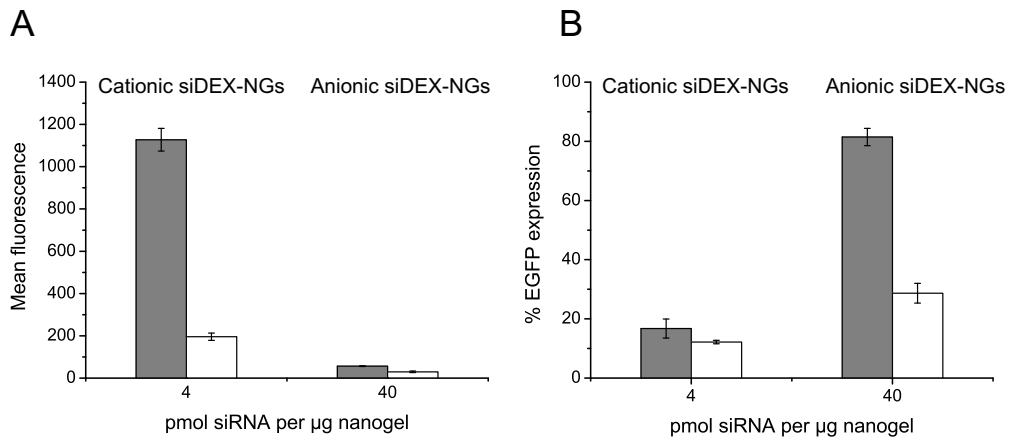 A
Mean fluorescence
1400
1200
1000
800
600
400
200
0
Cationic siDEX-NGs
Anionic siDEX-NGs
4
40
pmol siRNA per µg nanogel
B
% EGFP expression
100
80
60
40
20
0
Cationic siDEX-NGs
Anionic siDEX-NGs
4
40
pmol siRNA per µg nanogel